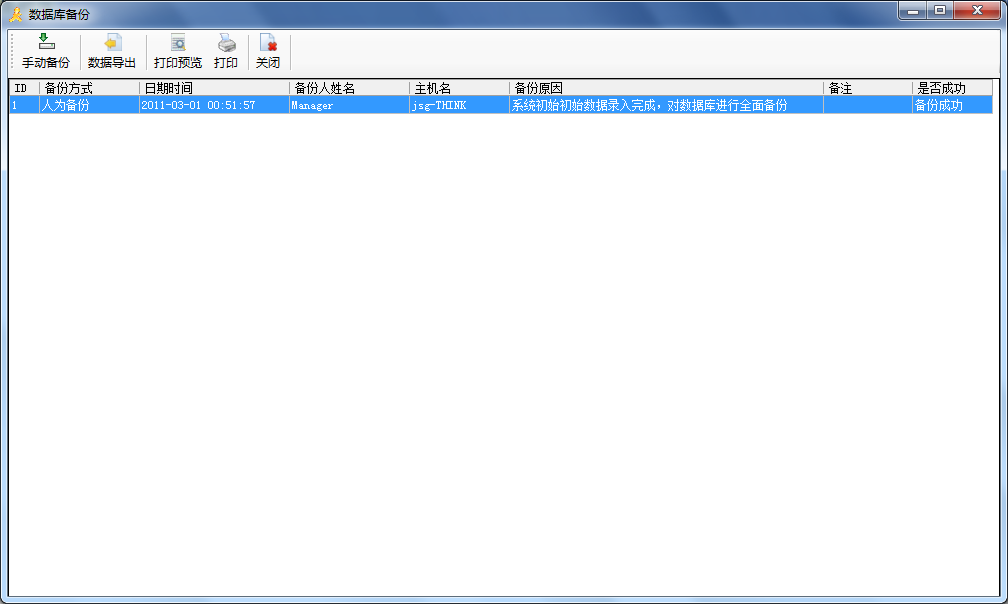 数据库备份
手动备份 数据导出 打印预览 打印 关闭
ID 备份方式 日期时间 备份人姓名 主机名 备份原因 备注 是否成功
1 人为备份 2011-03-01 00:51:57 Manager jsg-THINK 系统初始初始数据录入完成，对数据库进行全面备份 备份成功